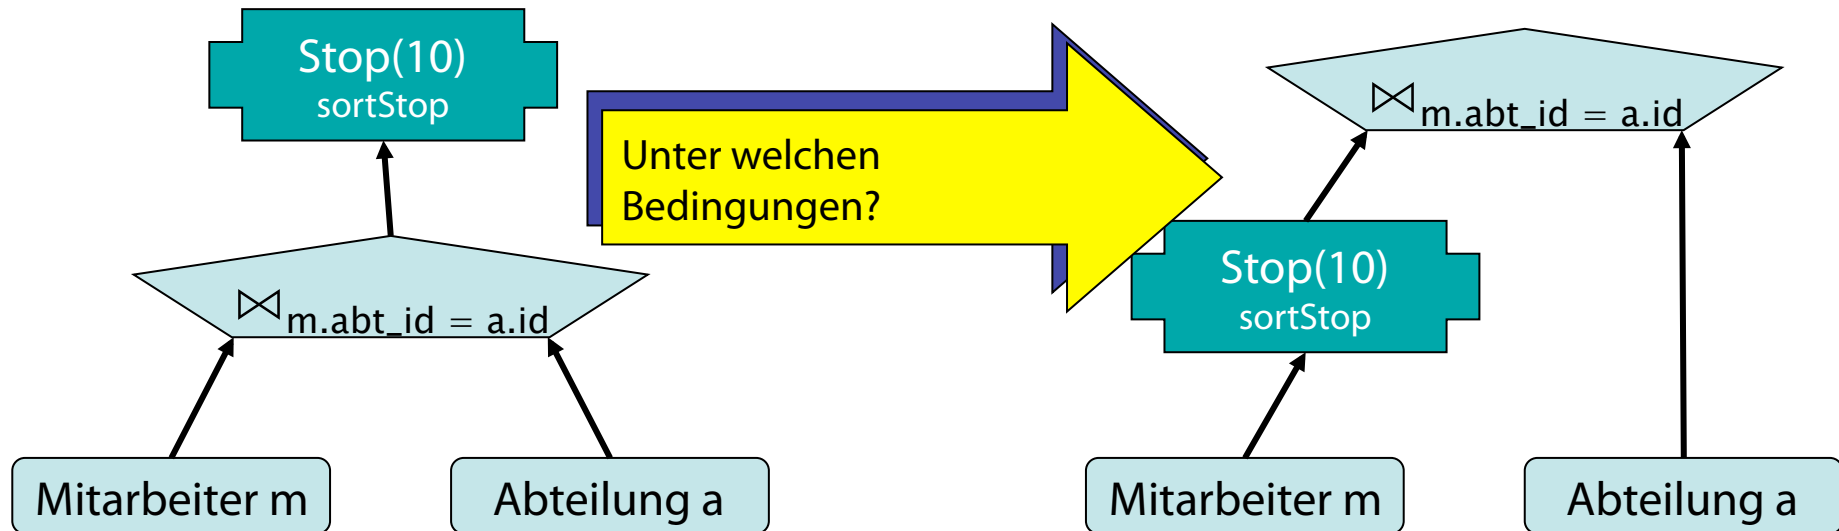 Stop(10)
sortStop
⋈ m.abt_id = a.id
Mitarbeiter m
Abteilung a
Unter welchen
Bedingungen?
⋈ m.abt_id = a.id
Stop(10)
sortStop
Mitarbeiter m
Abteilung a